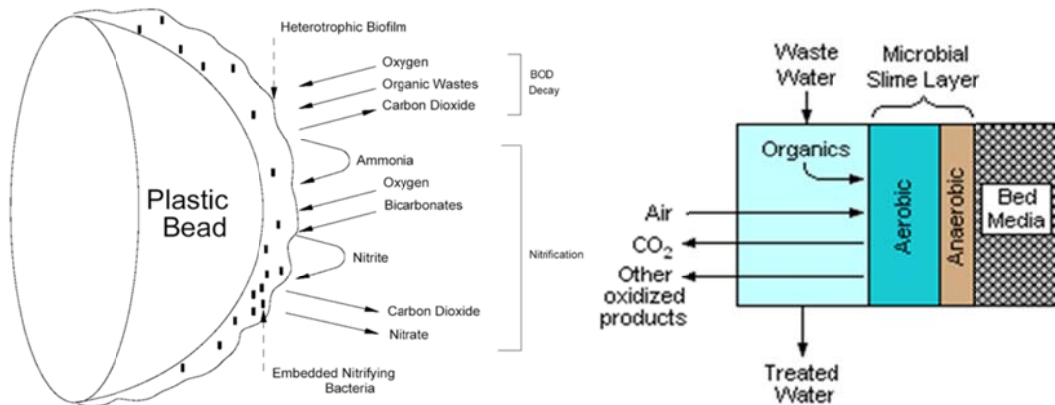 Heterotrophic Biofilm
Oxygen
Organic Wastes
Carbon Dioxide
BOD
Decay
Ammonia
Oxygen
Bicarbonates
Nitrite
Carbon Dioxide
Nitrate
Nitrification
Plastic
Bead
Embedded Nitrifying
Bacteria
Waste
Water
Microbial
Slime Layer
Organics
Air
CO₂
Other
oxidized
products
Aerobic
Anaerobic
Bed
Media
Treated
Water